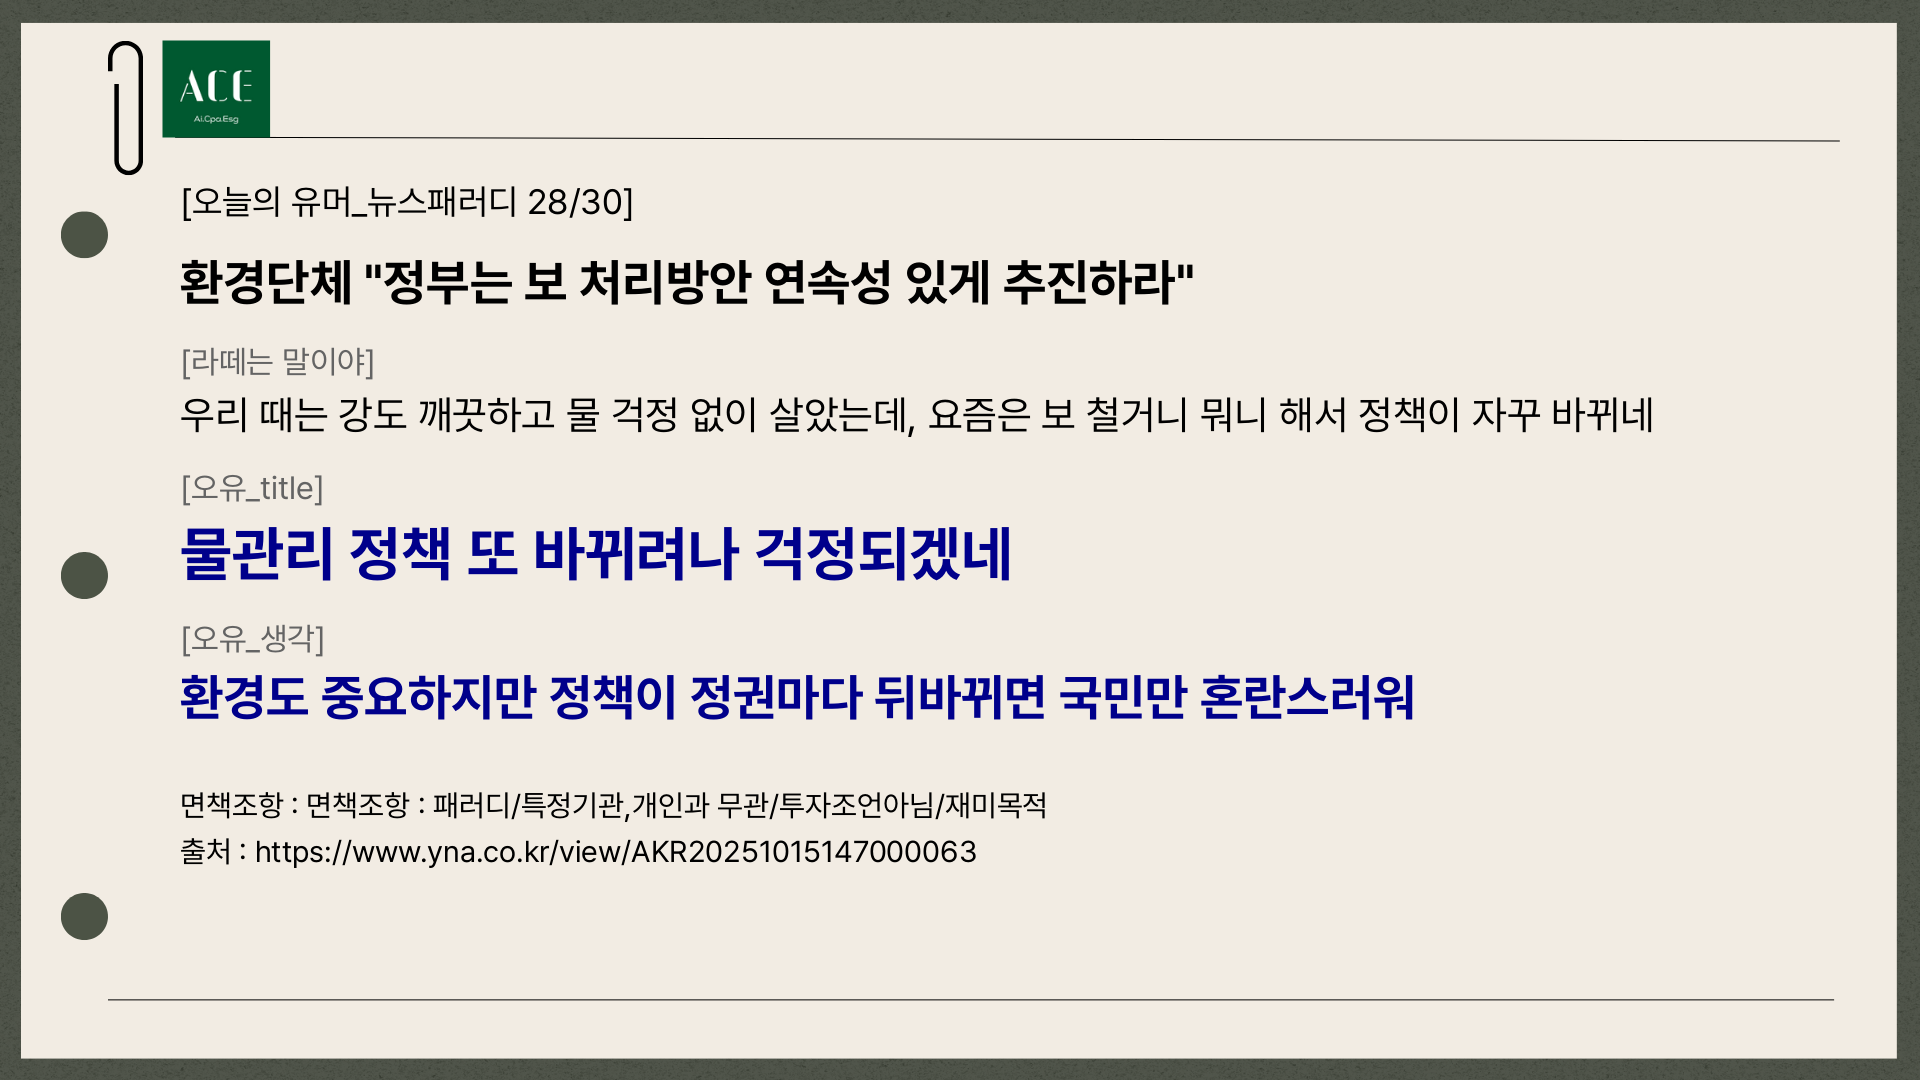 ACE
Ai.Cpa.Esg
[오늘의 유머_뉴스패러디 28/30]
환경단체 "정부는 보 처리방안 연속성 있게 추진하라"
[라떼는 말이야]
우리 때는 강도 깨끗하고 물 걱정 없이 살았는데, 요즘은 보 철거니 뭐니 해서 정책이 자꾸 바뀌네
[오유_title]
물관리 정책 또 바뀌려나 걱정되겠네
[오유_생각]
환경도 중요하지만 정책이 정권마다 뒤바뀌면 국민만 혼란스러워
면책조항 : 면책조항 : 패러디/특정기관,개인과 무관/투자조언아님/재미목적
출처 : https://www.yna.co.kr/view/AKR20251015147000063